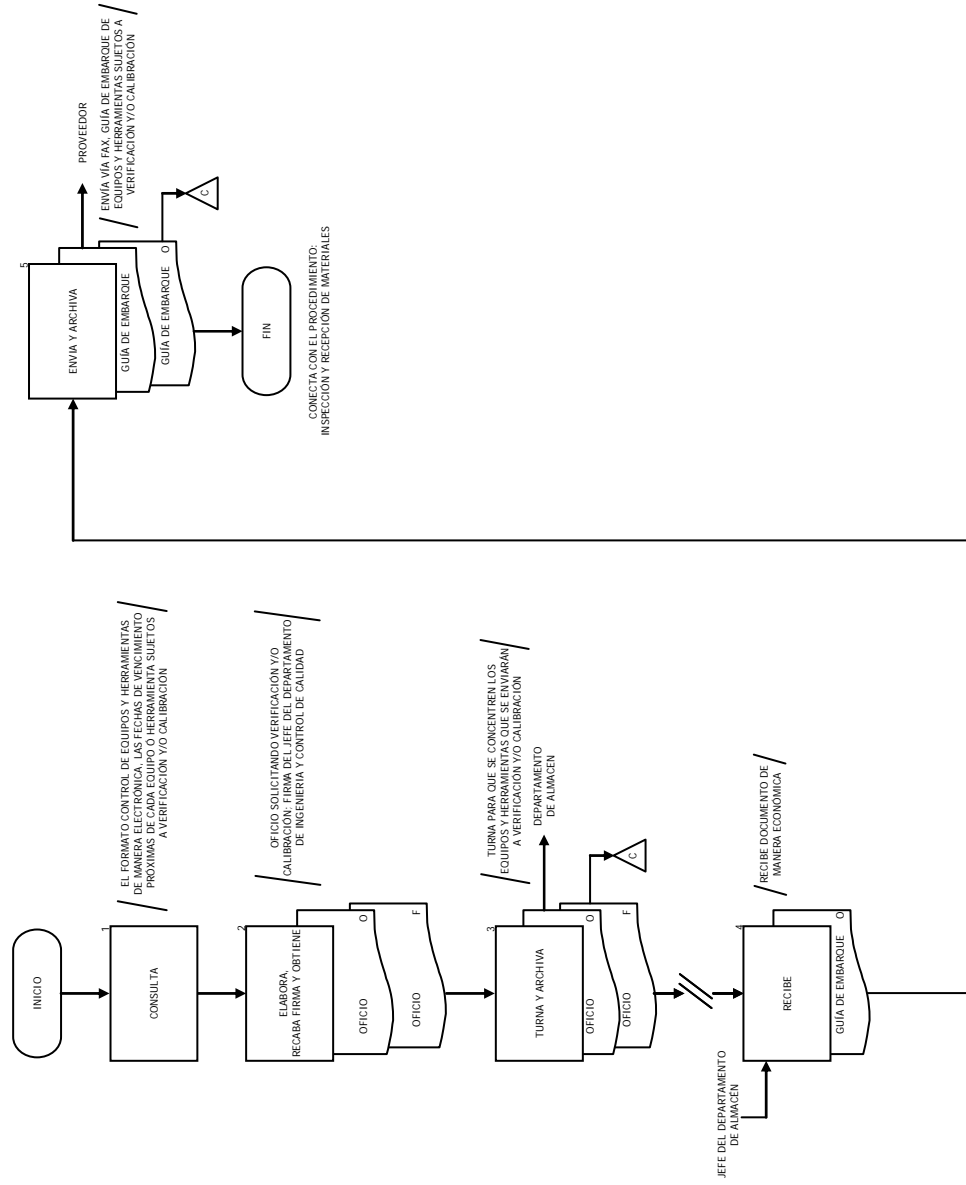 INICIO
1
CONSULTA
EL FORMATO CONTROL DE EQUIPOS Y HERRAMIENTAS
DE MANERA ELECTRÓNICA, LAS FECHAS DE VENCIMIENTO
PRÓXIMAS DE CADA EQUIPO O HERRAMIENTA SUJETOS
A VERIFICACIÓN Y/O CALIBRACIÓN
2
ELABORA,
RECABA FIRMA Y OBTIENE
OFICIO O
OFICIO F
OFICIO SOLICITANDO VERIFICACIÓN Y/O
CALIBRACIÓN; FIRMA DEL JEFE DEL DEPARTAMENTO
DE INGENIERIA Y CONTROL DE CALIDAD
3
TURNA Y ARCHIVA
OFICIO O
OFICIO F
TURNA PARA QUE SE CONCENTREN LOS
EQUIPOS Y HERRAMIENTAS QUE SE ENVIARÁN
A VERIFICACIÓN Y/O CALIBRACIÓN
DEPARTAMENTO
DE ALMACEN
C
JEFE DEL DEPARTAMENTO
DE ALMACÉN
4
RECIBE
GUÍA DE EMBARQUE O
RECIBE DOCUMENTO DE
MANERA ECONÓMICA
5
ENVIA Y ARCHIVA
GUÍA DE EMBARQUE
GUÍA DE EMBARQUE O
PROVEEDOR
ENVÍA VÍA FAX, GUÍA DE EMBARQUE DE
EQUIPOS Y HERRAMIENTAS SUJETOS A
VERIFICACIÓN Y/O CALIBRACIÓN
C
FIN
CONECTA CON EL PROCEDIMIENTO:
INSPECCIÓN Y RECEPCIÓN DE MATERIALES